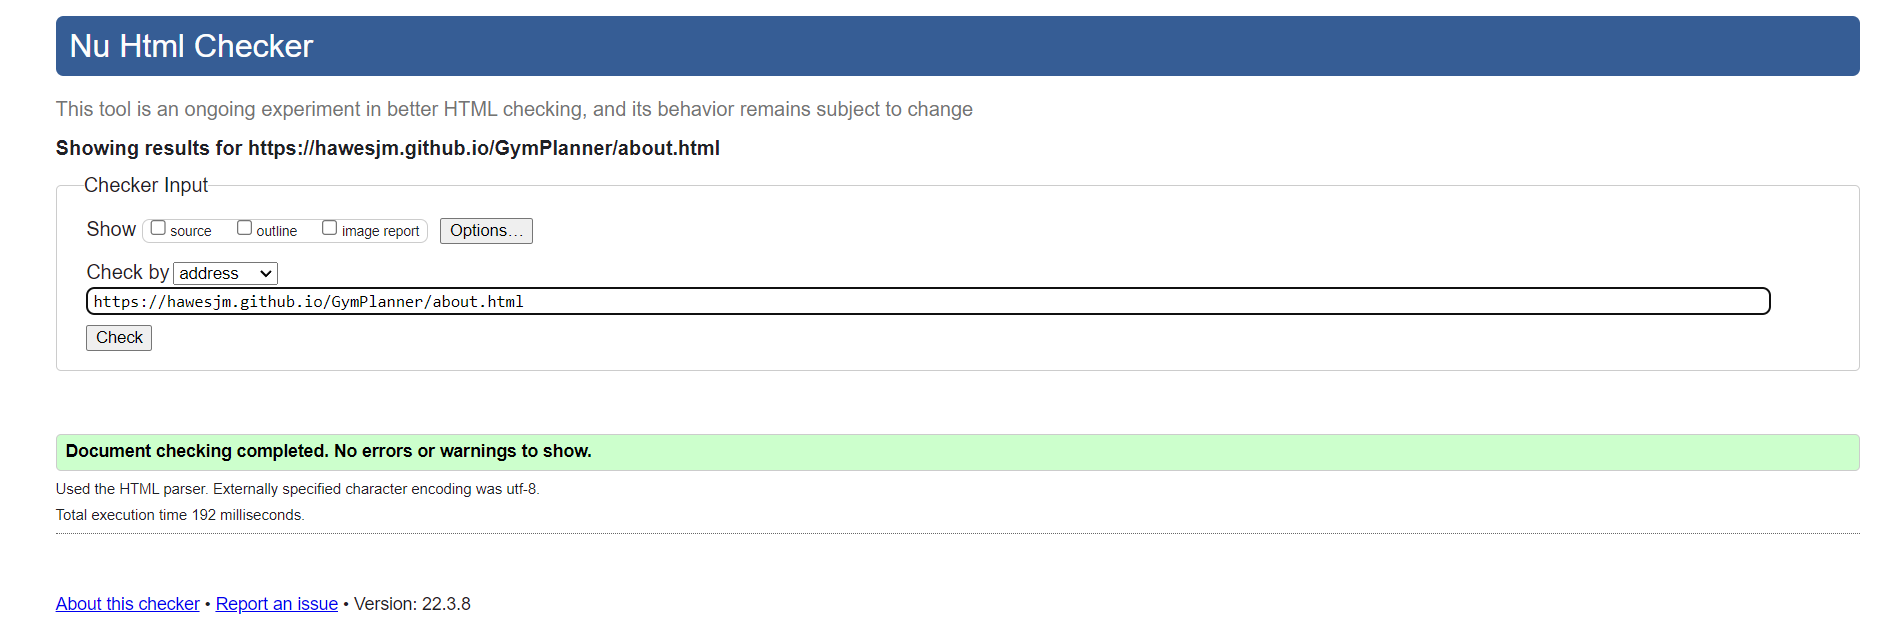 Nu Html Checker
This tool is an ongoing experiment in better HTML checking, and its behavior remains subject to change
Showing results for https://hawesjm.github.io/GymPlanner/about.html
Checker Input
Show source outline image report Options...
Check by address
https://hawesjm.github.io/GymPlanner/about.html
Check
Document checking completed. No errors or warnings to show.
Used the HTML parser. Externally specified character encoding was utf-8.
Total execution time 192 milliseconds.
About this checker • Report an issue • Version: 22.3.8